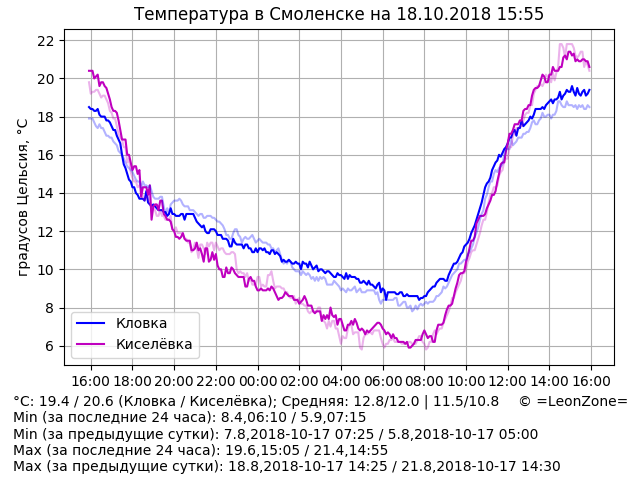 Температура в Смоленске на 18.10.2018 15:55
градусов Цельсия, °C
22
20
18
16
14
12
10
8
6
Кловка
Киселёвка
16:00 18:00 20:00 22:00 00:00 02:00 04:00 06:00 08:00 10:00 12:00 14:00 16:00
°C: 19.4 / 20.6 (Кловка / Киселёвка); Средняя: 12.8/12.0 | 11.5/10.8 © =LeonZone=
Min (за последние 24 часа): 8.4,06:10 / 5.9,07:15
Min (за предыдущие сутки): 7.8,2018-10-17 07:25 / 5.8,2018-10-17 05:00
Max (за последние 24 часа): 19.6,15:05 / 21.4,14:55
Max (за предыдущие сутки): 18.8,2018-10-17 14:25 / 21.8,2018-10-17 14:30